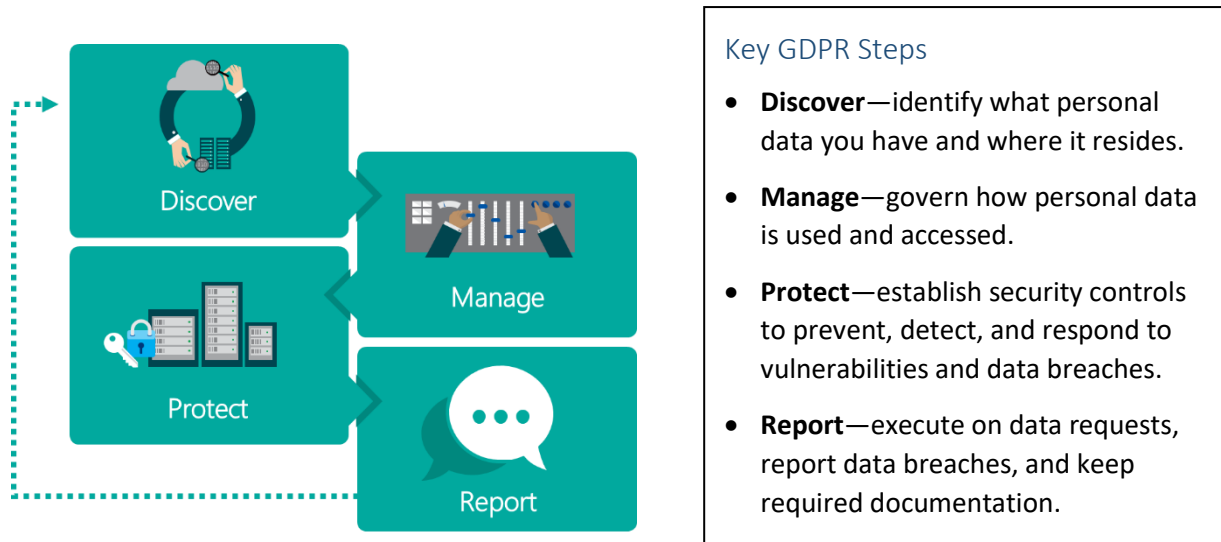 Discover
Manage
Protect
Report
Key GDPR Steps
• Discover—identify what personal
data you have and where it resides.
• Manage—govern how personal data
is used and accessed.
• Protect—establish security controls
to prevent, detect, and respond to
vulnerabilities and data breaches.
• Report—execute on data requests,
report data breaches, and keep
required documentation.